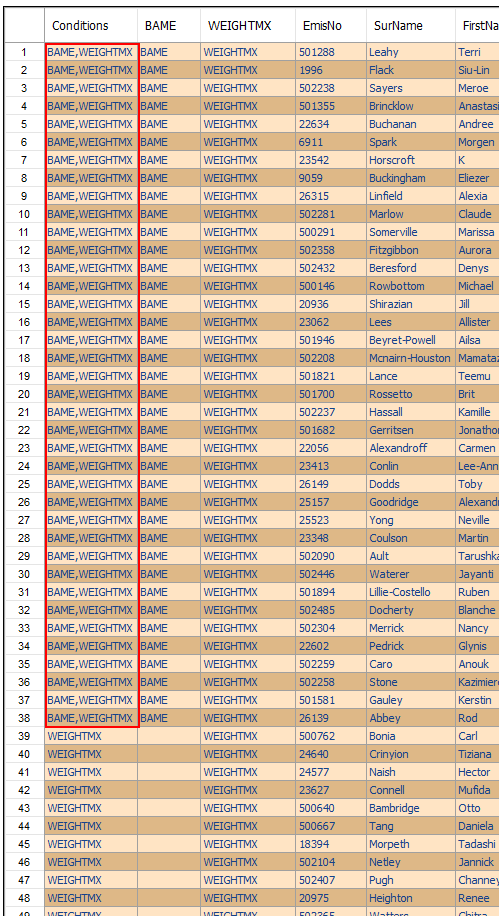 Conditions BAME WEIGHTMX EmisNo SurName FirstNa
1 BAME,WEIGHTMX BAME WEIGHTMX 501288 Leahy Terri
2 BAME,WEIGHTMX BAME WEIGHTMX 1996 Flack Siu-Lin
3 BAME,WEIGHTMX BAME WEIGHTMX 502238 Sayers Meroe
4 BAME,WEIGHTMX BAME WEIGHTMX 501355 Brincklow Anastasi
5 BAME,WEIGHTMX BAME WEIGHTMX 22634 Buchanan Andree
6 BAME,WEIGHTMX BAME WEIGHTMX 6911 Spark Morgen
7 BAME,WEIGHTMX BAME WEIGHTMX 23542 Horscroft K
8 BAME,WEIGHTMX BAME WEIGHTMX 9059 Buckingham Eliezer
9 BAME,WEIGHTMX BAME WEIGHTMX 26315 Linfield Alexia
10 BAME,WEIGHTMX BAME WEIGHTMX 502281 Marlow Claude
11 BAME,WEIGHTMX BAME WEIGHTMX 500291 Somerville Marissa
12 BAME,WEIGHTMX BAME WEIGHTMX 502358 Fitzgibbon Aurora
13 BAME,WEIGHTMX BAME WEIGHTMX 502432 Beresford Denys
14 BAME,WEIGHTMX BAME WEIGHTMX 500146 Rowbottom Michael
15 BAME,WEIGHTMX BAME WEIGHTMX 20936 Shirazian Jill
16 BAME,WEIGHTMX BAME WEIGHTMX 23062 Lees Allister
17 BAME,WEIGHTMX BAME WEIGHTMX 501946 Beyret-Powell Ailsa
18 BAME,WEIGHTMX BAME WEIGHTMX 502208 Mcnairn-Houston Mamataz
19 BAME,WEIGHTMX BAME WEIGHTMX 501821 Lance Teemu
20 BAME,WEIGHTMX BAME WEIGHTMX 501700 Rossetto Brit
21 BAME,WEIGHTMX BAME WEIGHTMX 502237 Hassall Kamille
22 BAME,WEIGHTMX BAME WEIGHTMX 501682 Gerritsen Jonathon
23 BAME,WEIGHTMX BAME WEIGHTMX 22056 Alexandroff Carmen
24 BAME,WEIGHTMX BAME WEIGHTMX 23413 Conlin Lee-Ann
25 BAME,WEIGHTMX BAME WEIGHTMX 26149 Dodds Toby
26 BAME,WEIGHTMX BAME WEIGHTMX 25157 Goodridge Alexand
27 BAME,WEIGHTMX BAME WEIGHTMX 25523 Yong Neville
28 BAME,WEIGHTMX BAME WEIGHTMX 23348 Coulson Martin
29 BAME,WEIGHTMX BAME WEIGHTMX 502090 Ault Tarushka
30 BAME,WEIGHTMX BAME WEIGHTMX 502446 Waterer Jayanti
31 BAME,WEIGHTMX BAME WEIGHTMX 501894 Lillie-Costello Ruben
32 BAME,WEIGHTMX BAME WEIGHTMX 502485 Docherty Blanche
33 BAME,WEIGHTMX BAME WEIGHTMX 502304 Merrick Nancy
34 BAME,WEIGHTMX BAME WEIGHTMX 22602 Pedrick Glynis
35 BAME,WEIGHTMX BAME WEIGHTMX 502259 Caro Anouk
36 BAME,WEIGHTMX BAME WEIGHTMX 502258 Stone Kazimier
37 BAME,WEIGHTMX BAME WEIGHTMX 501581 Gauley Kerstin
38 BAME,WEIGHTMX BAME WEIGHTMX 26139 Abbey Rod
39 WEIGHTMX WEIGHTMX 500762 Bonia Carl
40 WEIGHTMX WEIGHTMX 24640 Crinyion Tiziana
41 WEIGHTMX WEIGHTMX 24577 Naish Hector
42 WEIGHTMX WEIGHTMX 23627 Connell Mufida
43 WEIGHTMX WEIGHTMX 500640 Bambridge Otto
44 WEIGHTMX WEIGHTMX 500667 Tang Daniela
45 WEIGHTMX WEIGHTMX 18394 Morpeth Tadashi
46 WEIGHTMX WEIGHTMX 502104 Netley Jannick
47 WEIGHTMX WEIGHTMX 502407 Pugh Channey
48 WEIGHTMX WEIGHTMX 20975 Heighton Renee
49 WEIGHTMX WEIGHTMX